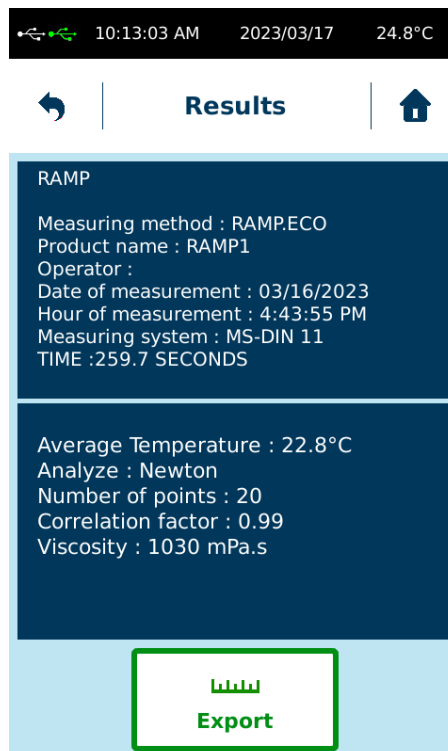 10:13:03 AM 2023/03/17 24.8°C
Results
RAMP
Measuring method : RAMP.ECO
Product name : RAMP1
Operator :
Date of measurement : 03/16/2023
Hour of measurement : 4:43:55 PM
Measuring system : MS-DIN 11
TIME :259.7 SECONDS
Average Temperature : 22.8°C
Analyze : Newton
Number of points : 20
Correlation factor : 0.99
Viscosity : 1030 mPa.s
Export